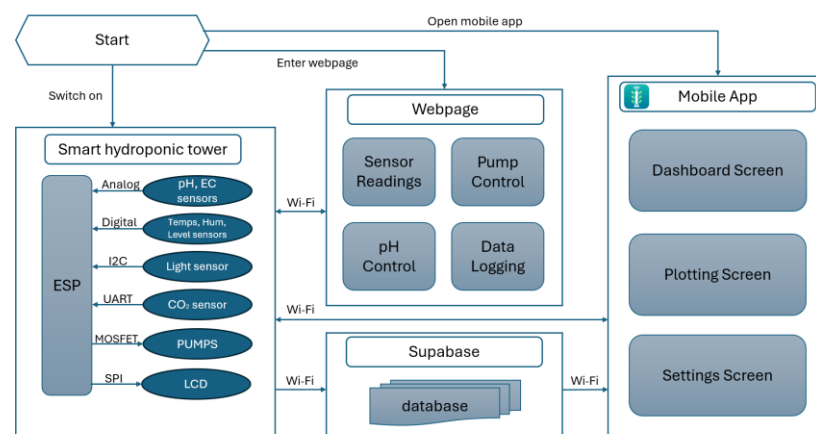 Open mobile app
Start
Enter webpage
Switch on
Smart hydroponic tower
ESP
Analog
pH, EC
sensors
Digital
Temps, Hum,
Level sensors
I2C
Light sensor
UART
CO₂ sensor
MOSFET
PUMPS
SPI
LCD
Wi-Fi
Webpage
Sensor
Readings
Pump
Control
pH
Control
Data
Logging
Wi-Fi
Wi-Fi
Supabase
database
Wi-Fi
Mobile App
Dashboard Screen
Plotting Screen
Settings Screen